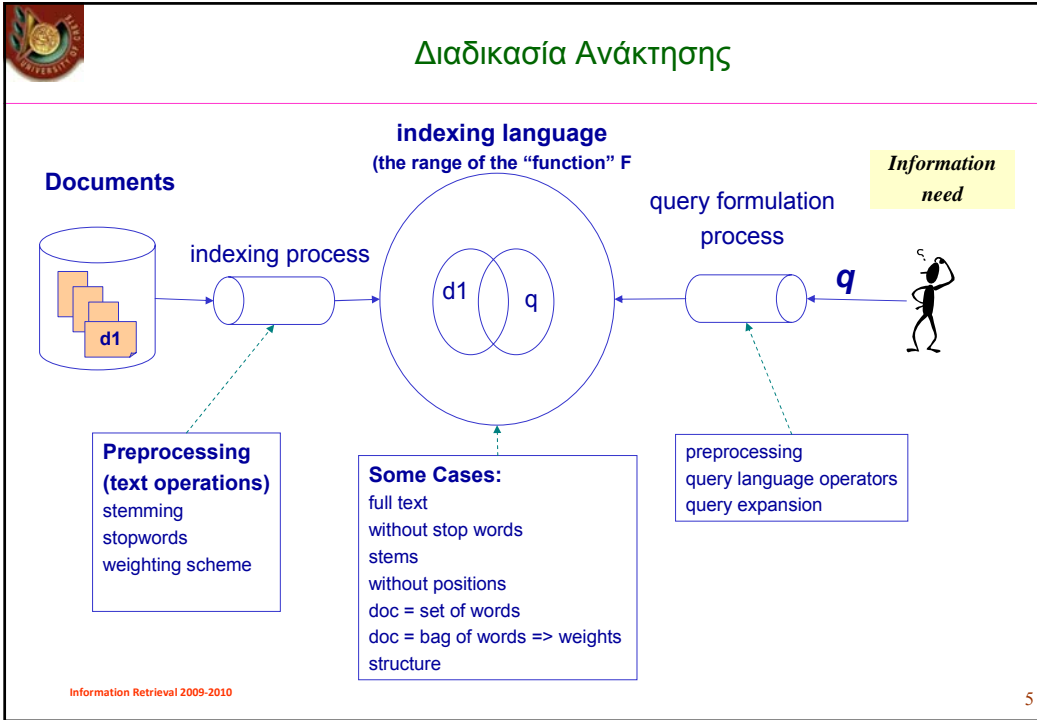 UNIVERSITY OF CRETE
Διαδικασία Ανάκτησης
indexing language
(the range of the “function” F
Documents
Information
need
query formulation
process
indexing process
q
d1
q
d1
Preprocessing
(text operations)
stemming
stopwords
weighting scheme
Some Cases:
full text
without stop words
stems
without positions
doc = set of words
doc = bag of words => weights
structure
preprocessing
query language operators
query expansion
Information Retrieval 2009-2010
5